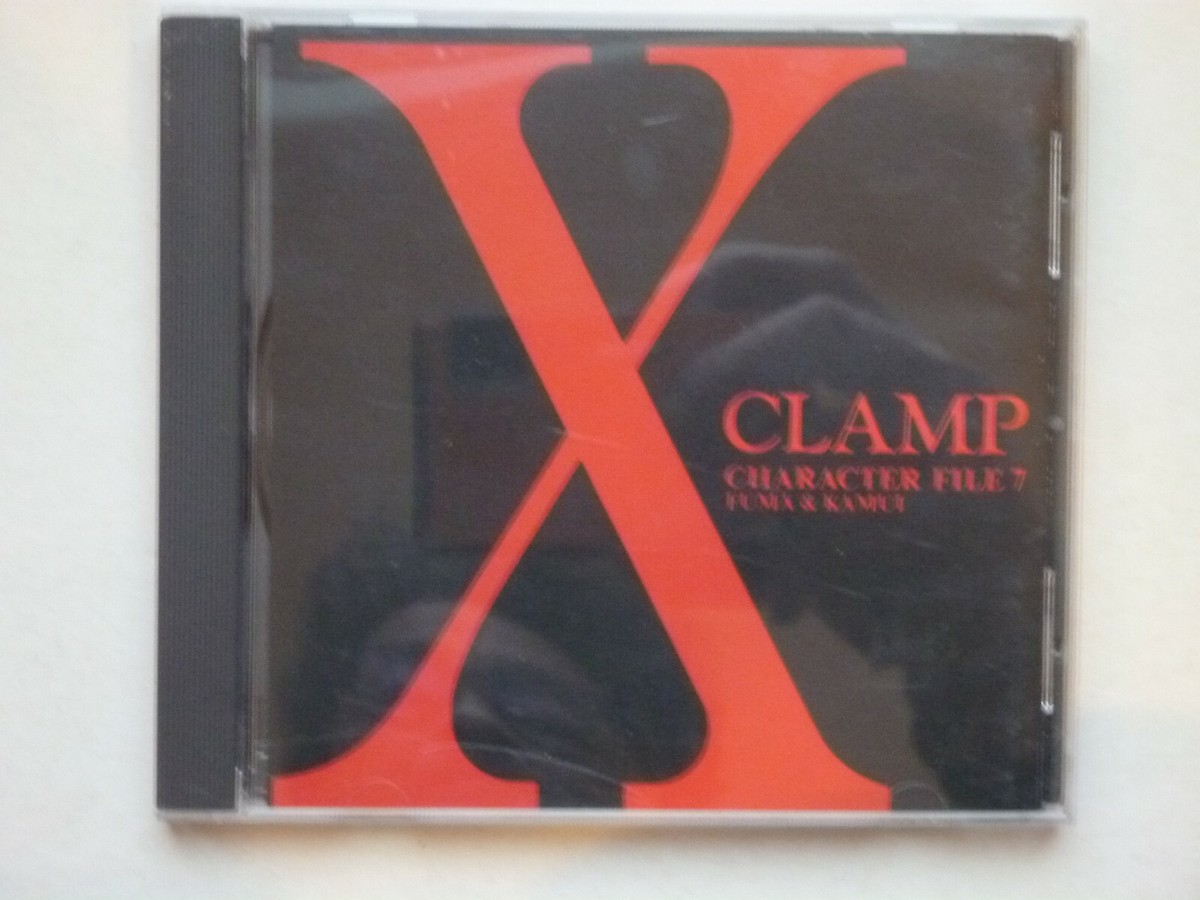 X
CLAMP
CHARACTER FILE 7
FUMA & KAMUI